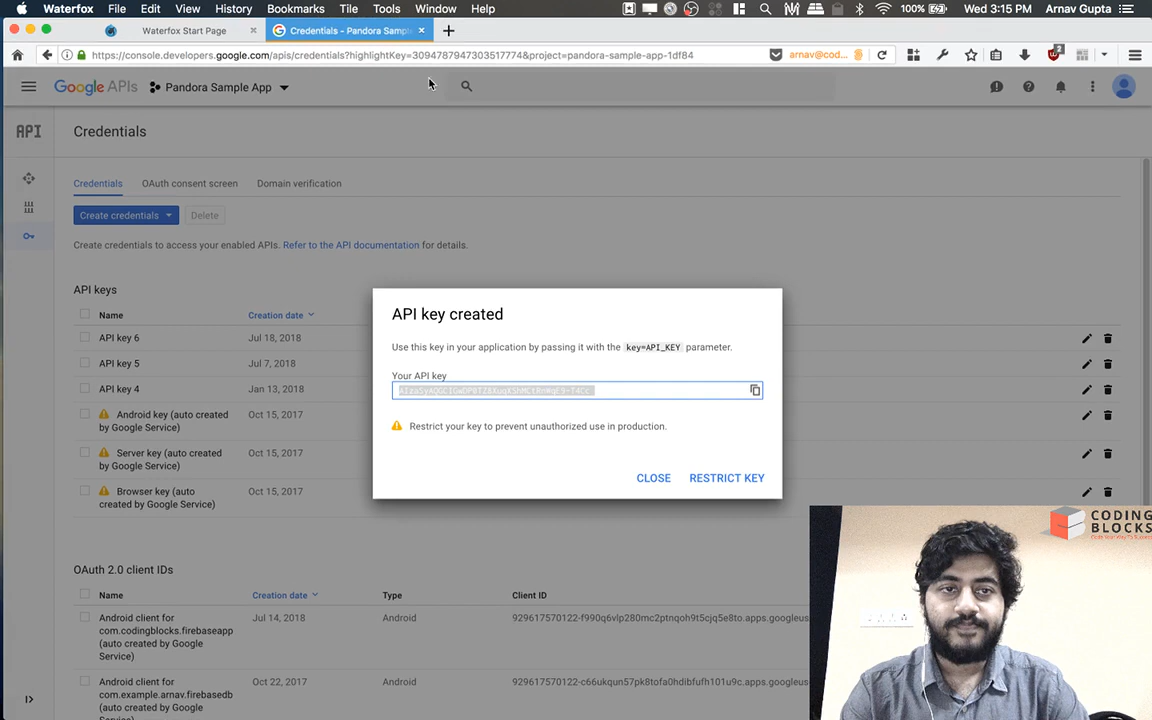 Waterfox File Edit View History Bookmarks Tile Tools Window Help 100% Wed 3:15 PM Arnav Gupta
Waterfox Start Page Credentials - Pandora Sampl
https://console.developers.google.com/apis/credentials?highlightKey=3094787947303517774&project=pandora-sample-app-1df84 arnav@cod... 2
Google APIs Pandora Sample App
API Credentials
Credentials OAuth consent screen Domain verification
Create credentials Delete
Create credentials to access your enabled APIs. Refer to the API documentation for details.
API keys
Name Creation date
API key 6 Jul 18, 2018
API key 5 Jul 7, 2018
API key 4 Jan 13, 2018
Android key (auto created Oct 15, 2017
by Google Service)
Server key (auto created Oct 15, 2017
by Google Service)
Browser key (auto Oct 15, 2017
created by Google Service)
API key created
Use this key in your application by passing it with the key=API_KEY parameter.
Your API key
Restrict your key to prevent unauthorized use in production.
CLOSE RESTRICT KEY
OAuth 2.0 client IDs
Name Creation date Type Client ID
Android client for Jul 14, 2018 Android 929617570122-f990q6vlp280mc2ptnqoh9t5cjq5e8to.apps.googleus
com.codingblocks.firebaseapp
(auto created by Google
Service)
Android client for Oct 22, 2017 Android 929617570122-c66ukqun57pk8tofa0hdibfufh101u9c.apps.googleus
com.example.arnav.firebasedb
(auto created by Google
CODING
BLOCKS